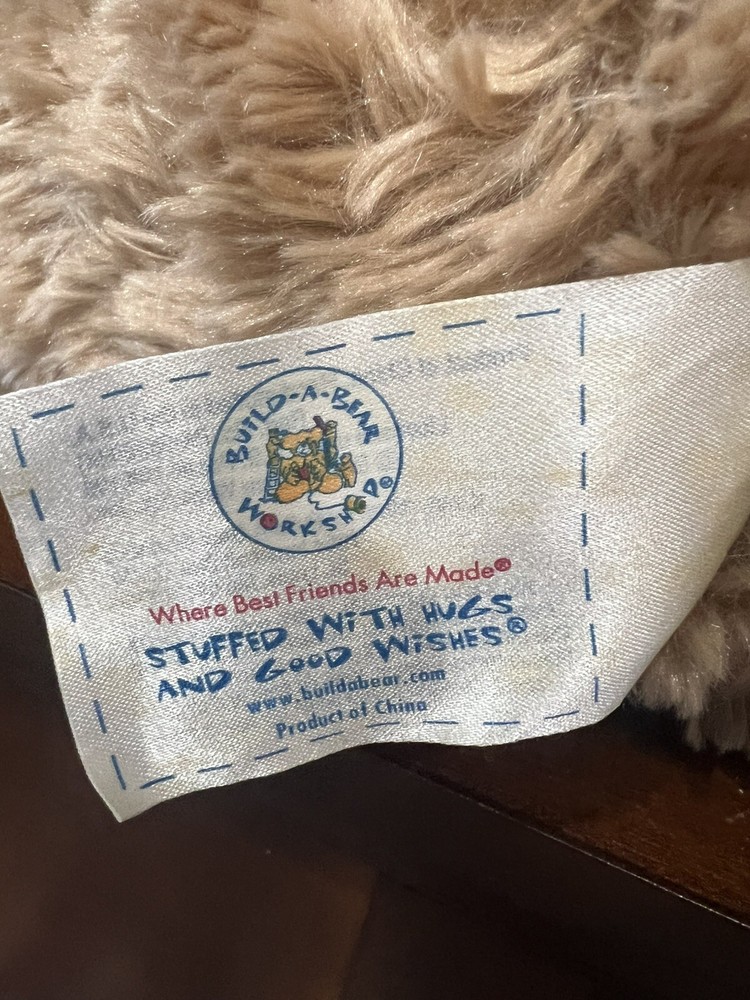 BUILD-A-BEAR
WORKSHOP®
Where Best Friends Are Made®
STUFFED WITH HUGS
AND GOOD WISHES®
www.buildabear.com
Product of China